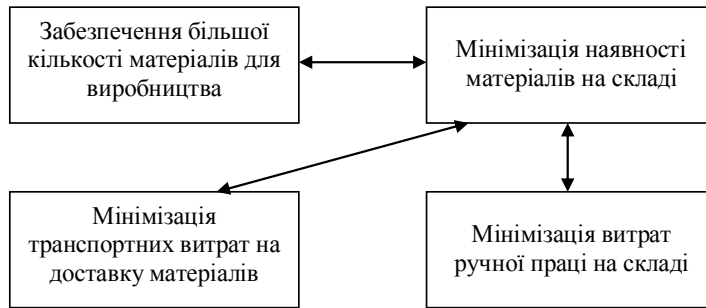 Забезпечення більшої
кількості матеріалів для
виробництва
Мінімізація наявності
матеріалів на складі
Мінімізація
транспортних витрат на
доставку матеріалів
Мінімізація витрат
ручної праці на складі